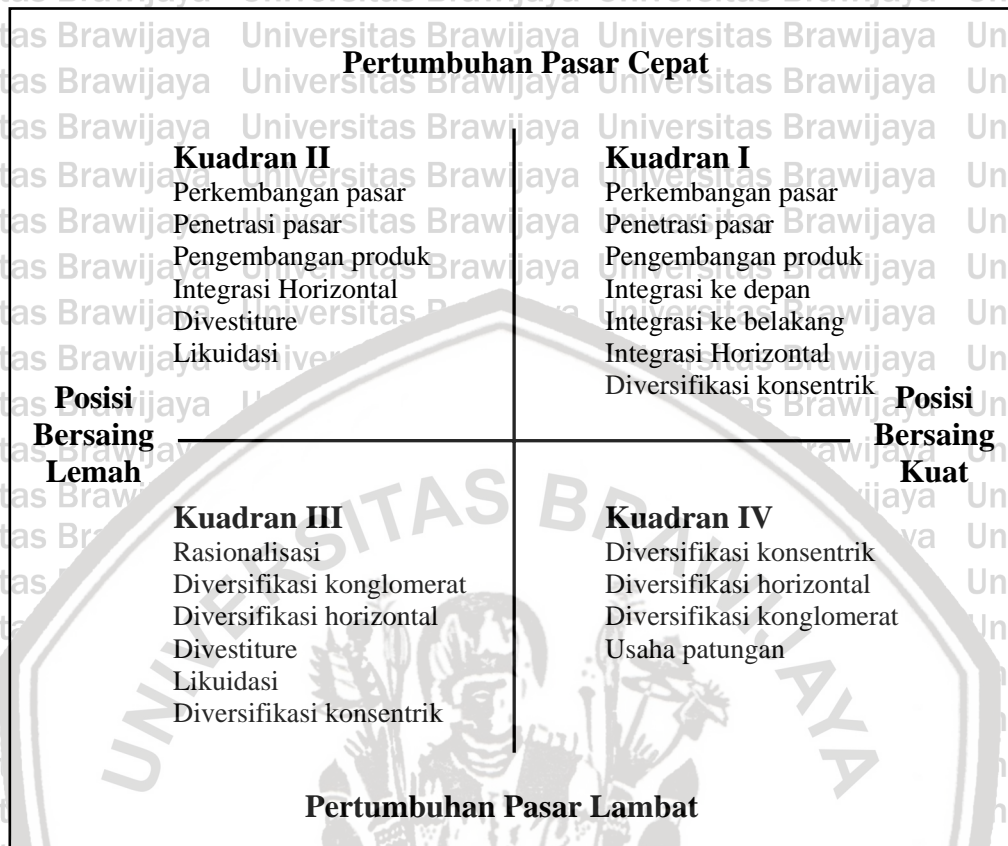 Pertumbuhan Pasar Cepat
Kuadran II
Perkembangan pasar
Penetrasi pasar
Pengembangan produk
Integrasi Horizontal
Divestiture
Likuidasi
Kuadran I
Perkembangan pasar
Penetrasi pasar
Pengembangan produk
Integrasi ke depan
Integrasi ke belakang
Integrasi Horizontal
Diversifikasi konsentrik
Posisi
Bersaing
Lemah
Posisi
Bersaing
Kuat
Kuadran III
Rasionalisasi
Diversifikasi konglomerat
Diversifikasi horizontal
Divestiture
Likuidasi
Diversifikasi konsentrik
Kuadran IV
Diversifikasi konsentrik
Diversifikasi horizontal
Diversifikasi konglomerat
Usaha patungan
Pertumbuhan Pasar Lambat
UNIVERSITAS BRAWIJAYA